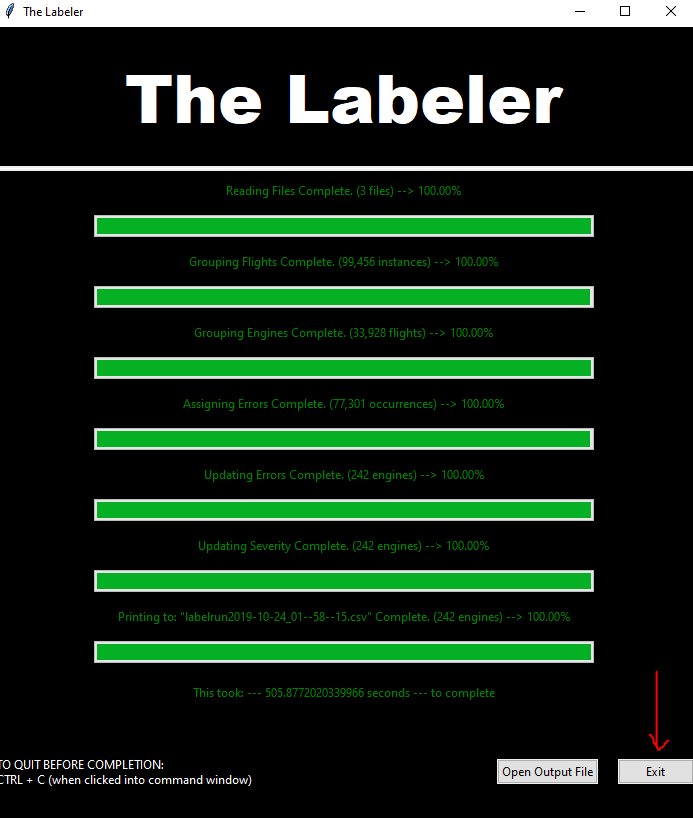 The Labeler
The Labeler
Reading Files Complete. (3 files) --> 100.00%
Grouping Flights Complete. (99,456 instances) --> 100.00%
Grouping Engines Complete. (33,928 flights) --> 100.00%
Assigning Errors Complete. (77,301 occurrences) --> 100.00%
Updating Errors Complete. (242 engines) --> 100.00%
Updating Severity Complete. (242 engines) --> 100.00%
Printing to: "labelrun2019-10-24_01--58--15.csv" Complete. (242 engines) --> 100.00%
This took: --- 505.8772020339966 seconds --- to complete
TO QUIT BEFORE COMPLETION:
CTRL + C (when clicked into command window)
Open Output File
Exit